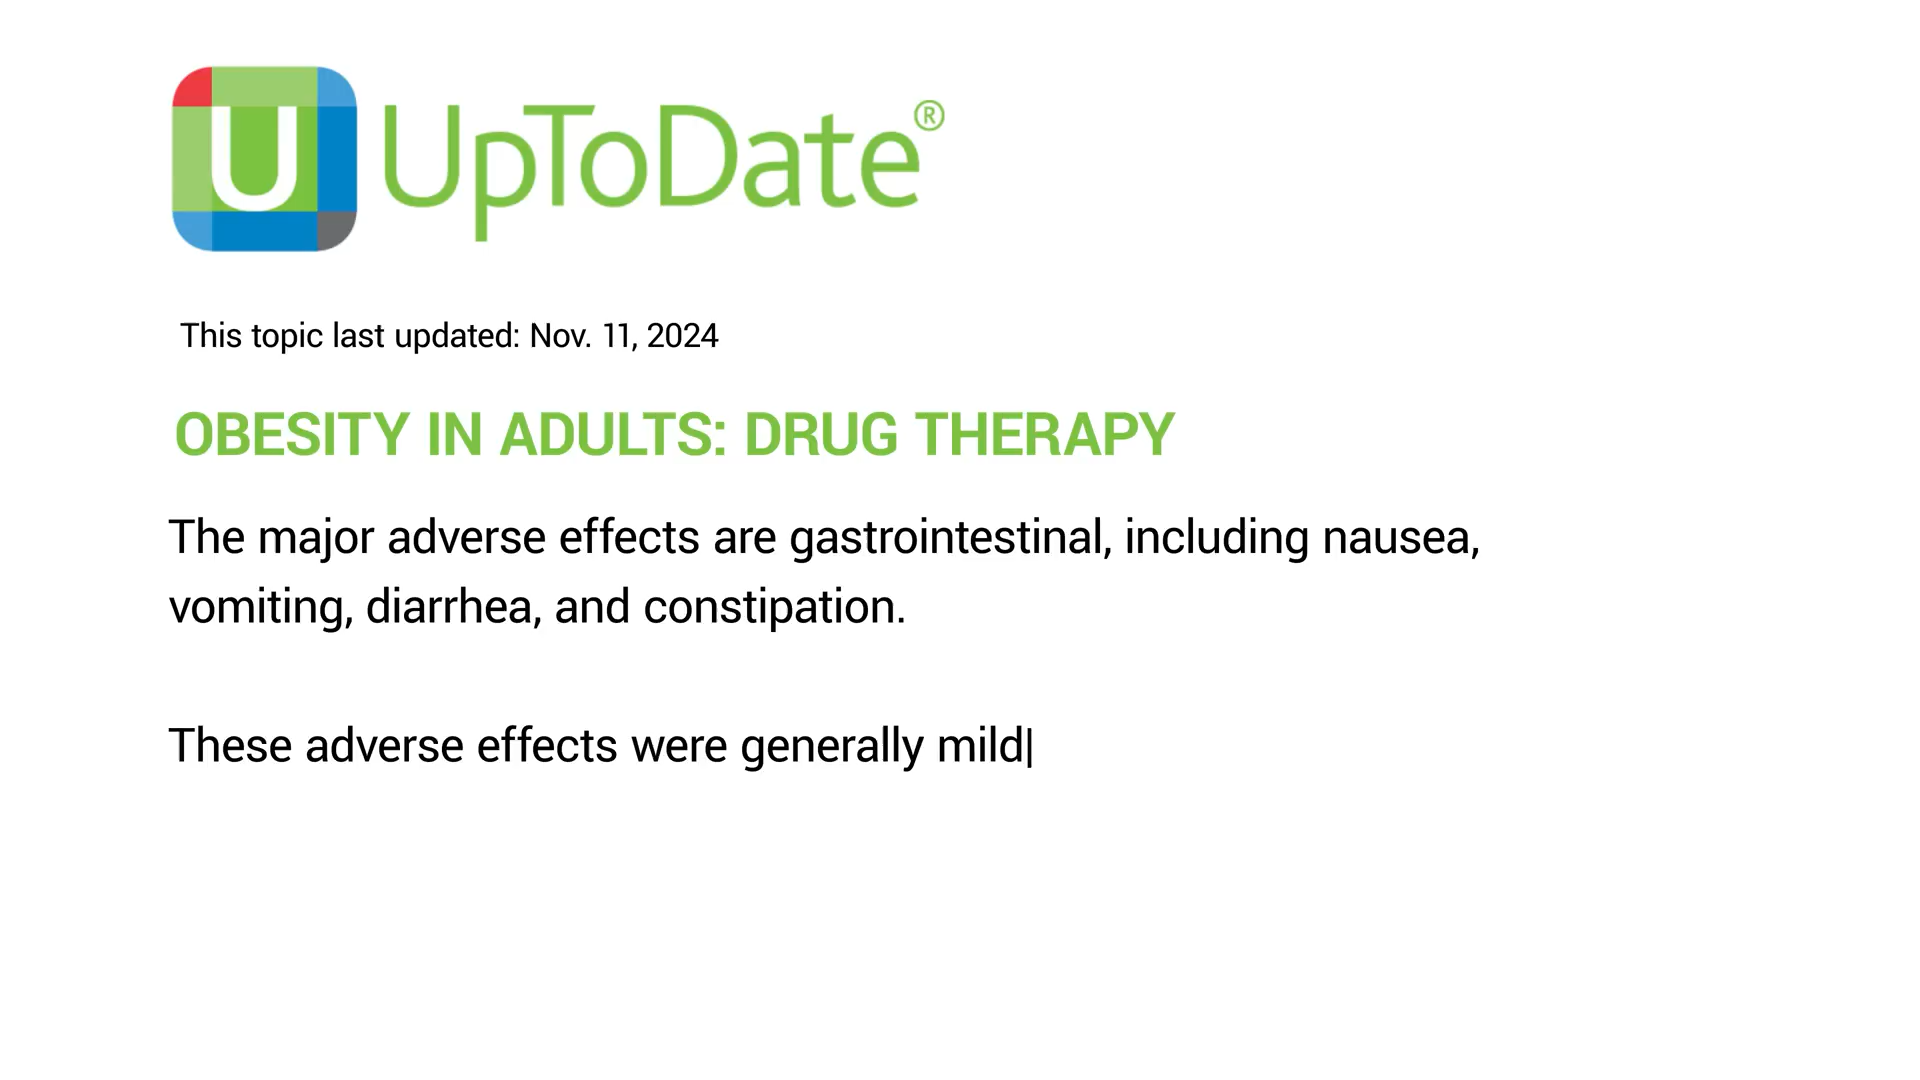 U UpToDate®
This topic last updated: Nov. 11, 2024
OBESITY IN ADULTS: DRUG THERAPY
The major adverse effects are gastrointestinal, including nausea,
vomiting, diarrhea, and constipation.
These adverse effects were generally mild|